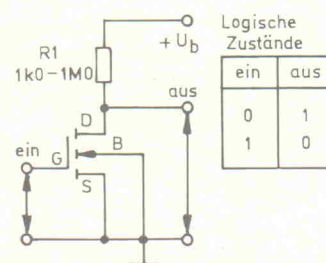 R1
1k0-1M0
+ U_b
Logische
Zustände
ein aus
0 1
1 0
aus
D
ein
G
B
S